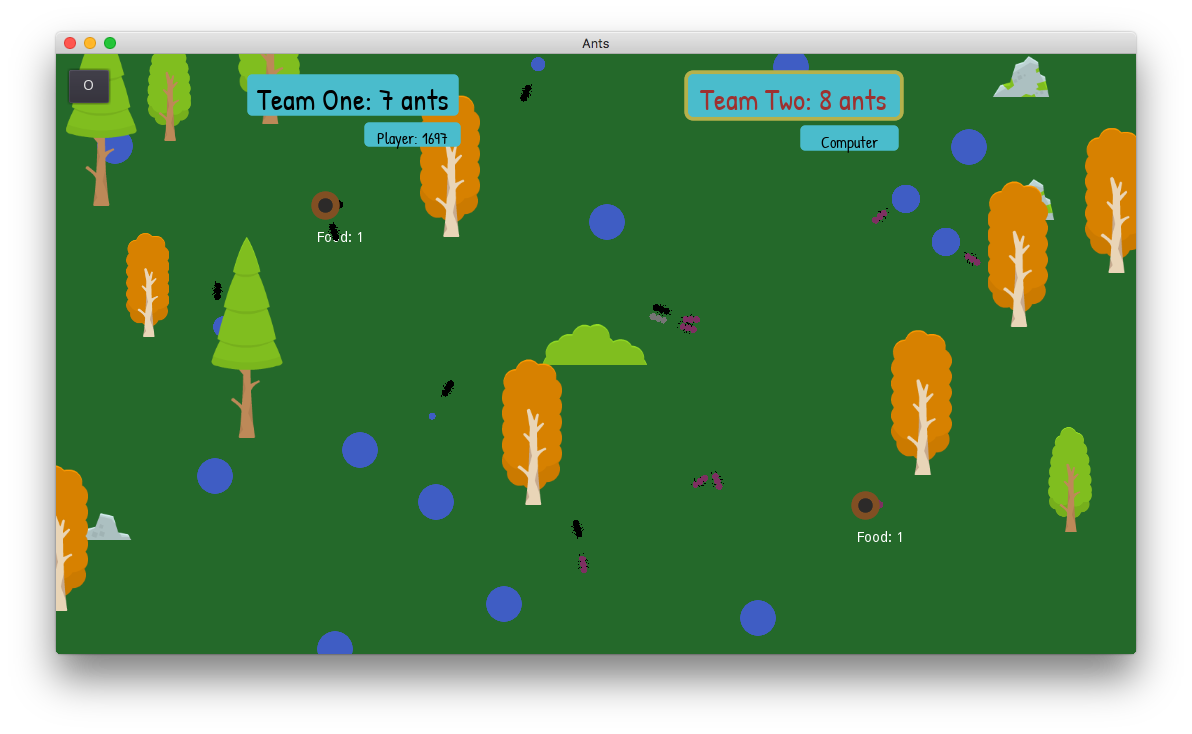 Ants
O
Team One: 7 ants
Team Two: 8 ants
Player: 1697
Computer
Food: 1
Food: 1